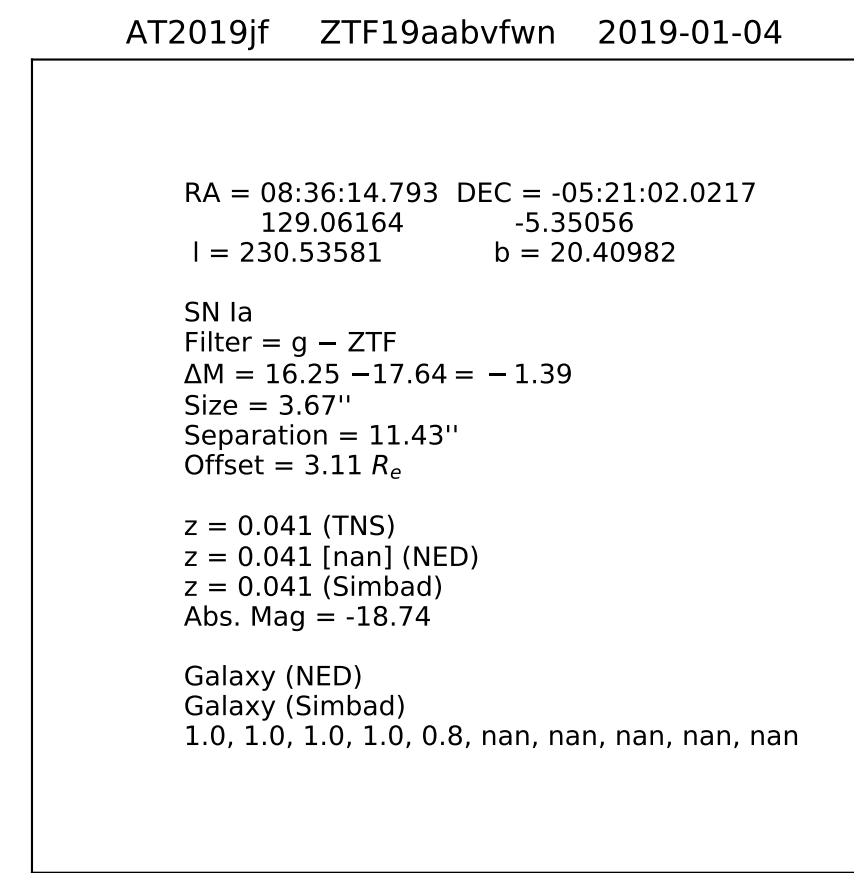 AT2019jf ZTF19aabvfwn 2019-01-04
RA = 08:36:14.793 DEC = -05:21:02.0217
129.06164 -5.35056
l = 230.53581 b = 20.40982
SN Ia
Filter = g − ZTF
ΔM = 16.25 −17.64 = − 1.39
Size = 3.67''
Separation = 11.43''
Offset = 3.11 Rₑ
z = 0.041 (TNS)
z = 0.041 [nan] (NED)
z = 0.041 (Simbad)
Abs. Mag = -18.74
Galaxy (NED)
Galaxy (Simbad)
1.0, 1.0, 1.0, 1.0, 0.8, nan, nan, nan, nan, nan